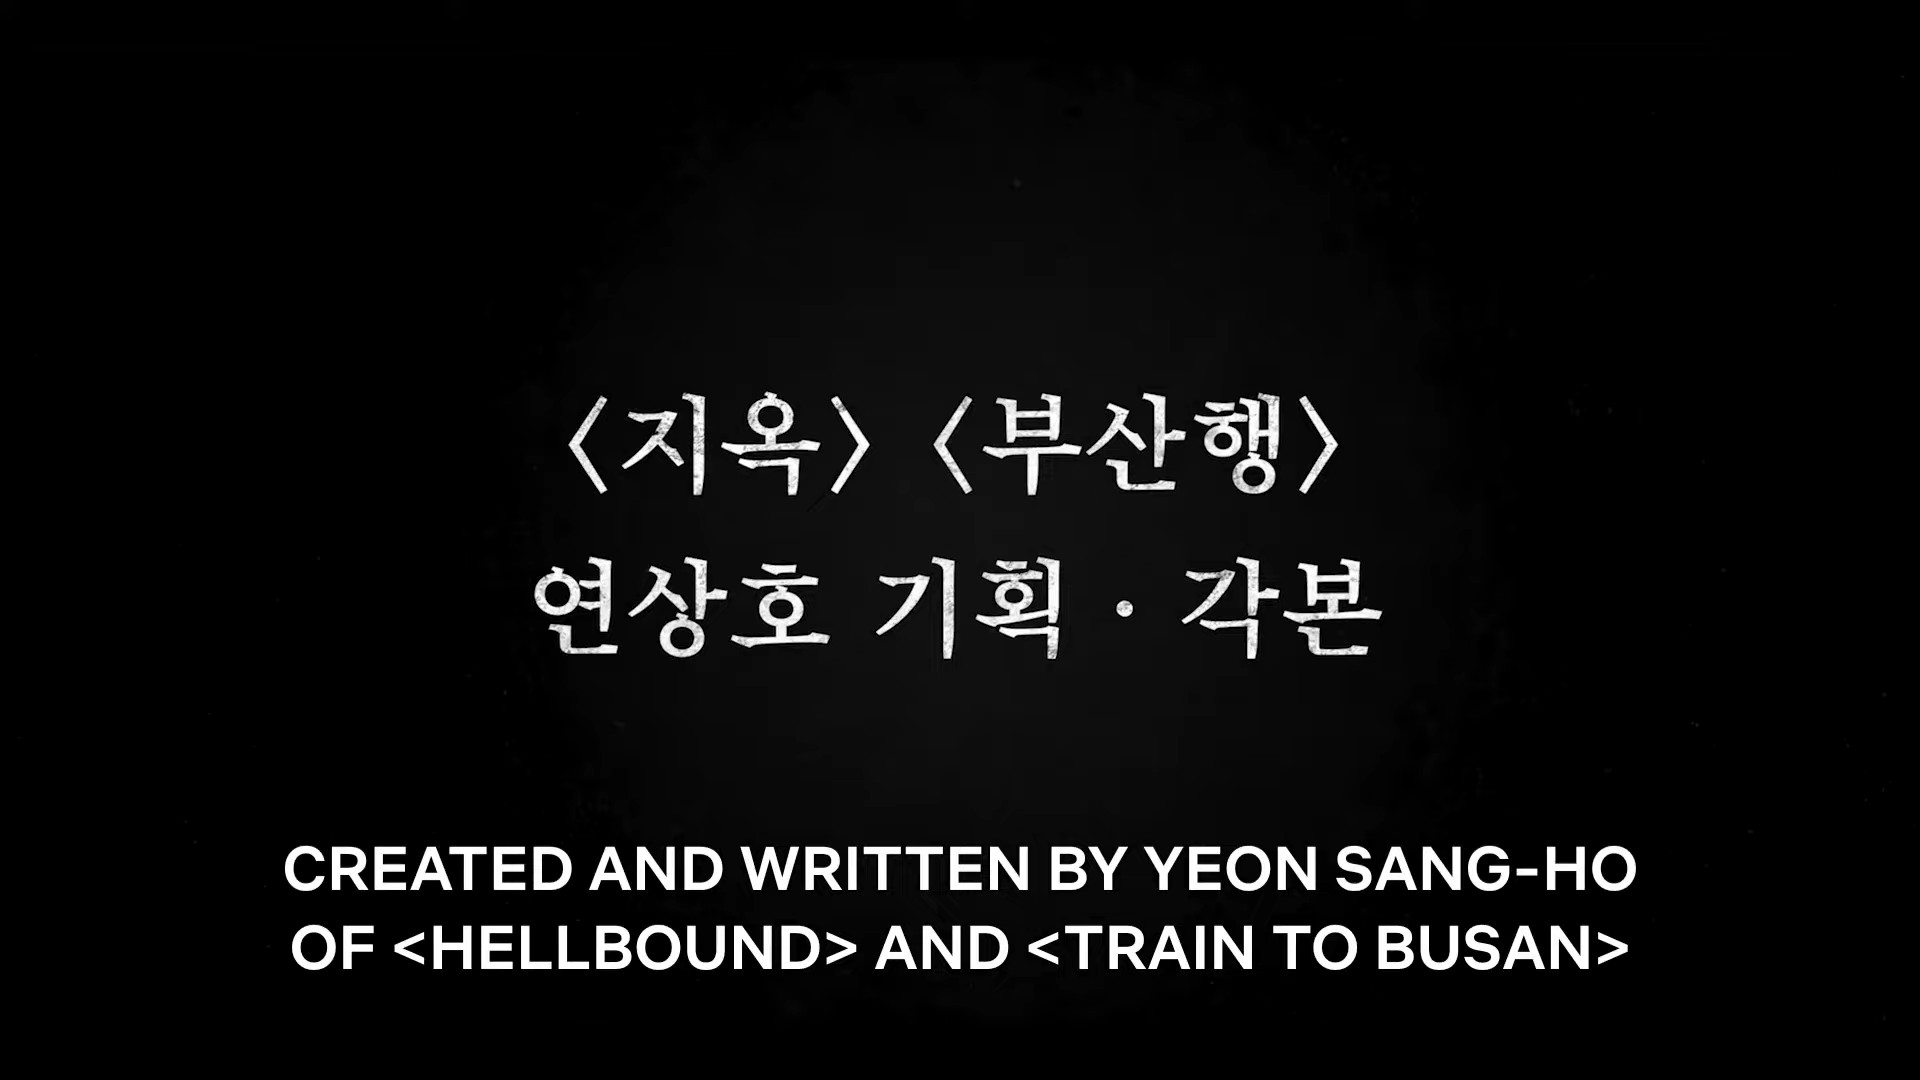 〈지옥〉 〈부산행〉
연상호 기획 · 각본
CREATED AND WRITTEN BY YEON SANG-HO
OF <HELLBOUND> AND <TRAIN TO BUSAN>